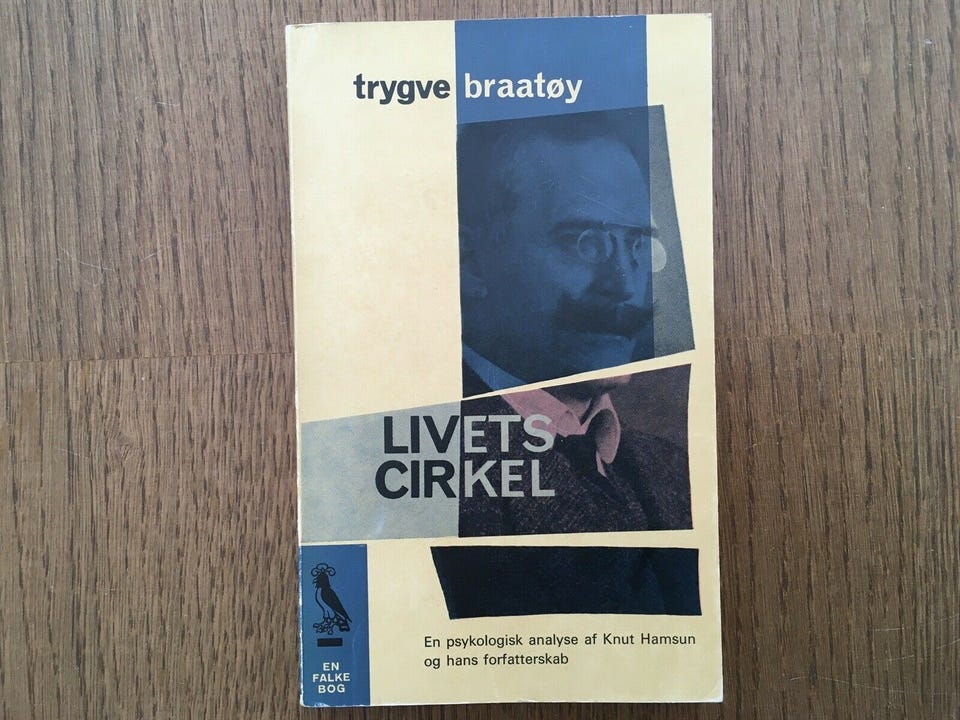 trygve braatøy
LIVETS
CIRKEL
En psykologisk analyse af Knut Hamsun
og hans forfatterskab
EN
FALKE
BOG